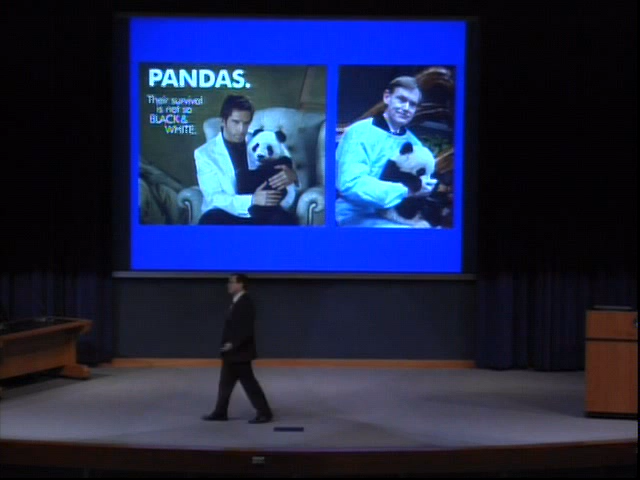 PANDAS.
Their survival
is not so
BLACK &
WHITE.